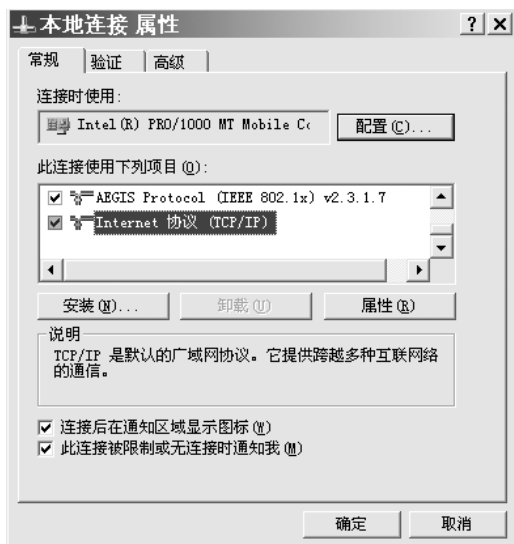 本地连接 属性
常规 验证 高级
连接时使用:
Intel(R) PRO/1000 MT Mobile Co
配置(C)...
此连接使用下列项目(O):
AEGIS Protocol (IEEE 802.1x) v2.3.1.7
Internet 协议 (TCP/IP)
安装(N)... 卸载(U) 属性(R)
说明
TCP/IP 是默认的广域网协议。它提供跨越多种互联网络
的通信。
连接后在通知区域显示图标(W)
此连接被限制或无连接时通知我(M)
确定 取消